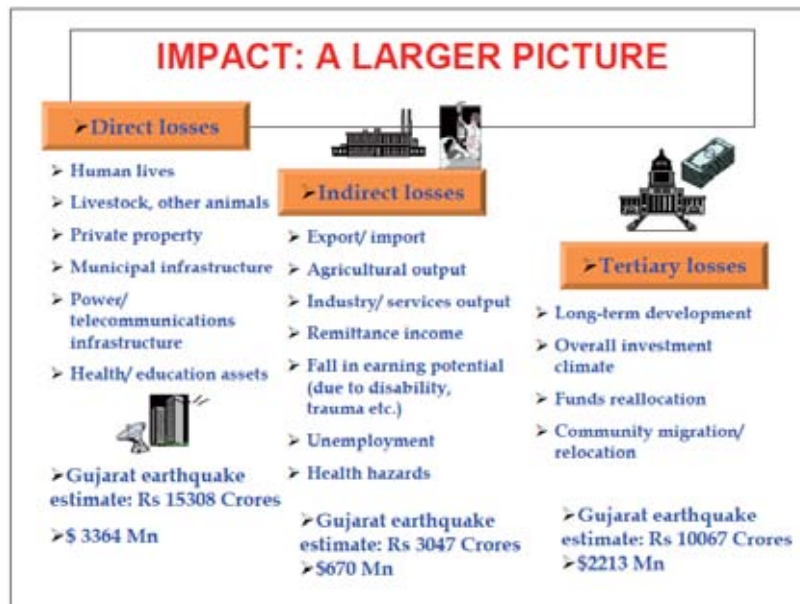 IMPACT: A LARGER PICTURE
➢Direct losses
➢ Human lives
➢ Livestock, other animals
➢ Private property
➢ Municipal infrastructure
➢ Power/
telecommunications
infrastructure
➢ Health/ education assets
➢Gujarat earthquake
estimate: Rs 15308 Crores
➢$ 3364 Mn
➢Indirect losses
➢ Export/ import
➢ Agricultural output
➢ Industry/ services output
➢ Remittance income
➢ Fall in earning potential
(due to disability,
trauma etc.)
➢ Unemployment
➢ Health hazards
➢Gujarat earthquake
estimate: Rs 3047 Crores
➢$670 Mn
➢Tertiary losses
➢ Long-term development
➢ Overall investment
climate
➢ Funds reallocation
➢ Community migration/
relocation
➢Gujarat earthquake
estimate: Rs 10067 Crores
➢$2213 Mn